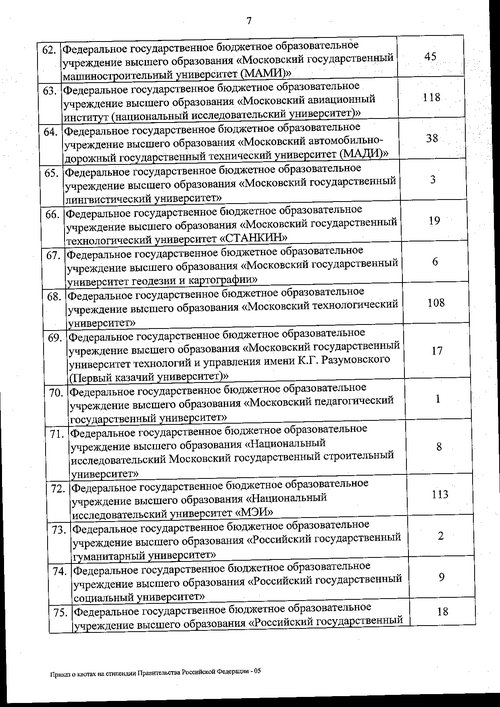 7
62. Федеральное государственное бюджетное образовательное
учреждение высшего образования «Московский государственный
машиностроительный университет (МАМИ)»
45
63. Федеральное государственное бюджетное образовательное
учреждение высшего образования «Московский авиационный
институт (национальный исследовательский университет)»
118
64. Федеральное государственное бюджетное образовательное
учреждение высшего образования «Московский автомобильно-
дорожный государственный технический университет (МАДИ)»
38
65. Федеральное государственное бюджетное образовательное
учреждение высшего образования «Московский государственный
лингвистический университет»
3
66. Федеральное государственное бюджетное образовательное
учреждение высшего образования «Московский государственный
технологический университет «СТАНКИН»
19
67. Федеральное государственное бюджетное образовательное
учреждение высшего образования «Московский государственный
университет геодезии и картографии»
6
68. Федеральное государственное бюджетное образовательное
учреждение высшего образования «Московский технологический
университет»
108
69. Федеральное государственное бюджетное образовательное
учреждение высшего образования «Московский государственный
университет технологий и управления имени К.Г. Разумовского
(Первый казачий университет)»
17
70. Федеральное государственное бюджетное образовательное
учреждение высшего образования «Московский педагогический
государственный университет»
1
71. Федеральное государственное бюджетное образовательное
учреждение высшего образования «Национальный
исследовательский Московский государственный строительный
университет»
8
72. Федеральное государственное бюджетное образовательное
учреждение высшего образования «Национальный
исследовательский университет «МЭИ»
113
73. Федеральное государственное бюджетное образовательное
учреждение высшего образования «Российский государственный
гуманитарный университет»
2
74. Федеральное государственное бюджетное образовательное
учреждение высшего образования «Российский государственный
социальный университет»
9
75. Федеральное государственное бюджетное образовательное
учреждение высшего образования «Российский государственный
18
Приказ о квотах на стипендии Правительства Российской Федерации - 05